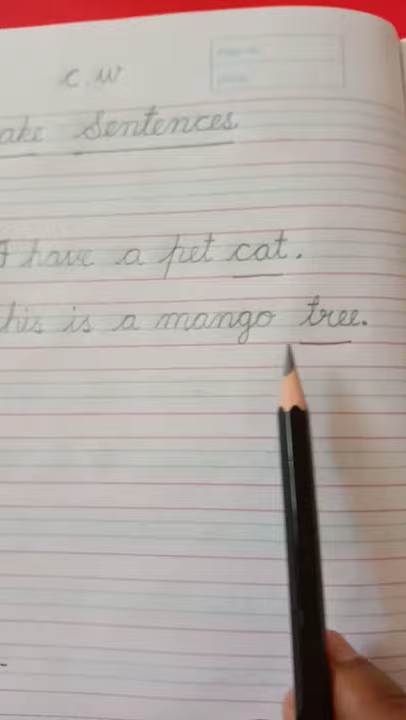 C.W
ake Sentences
I have a pet cat.
his is a mango tree.